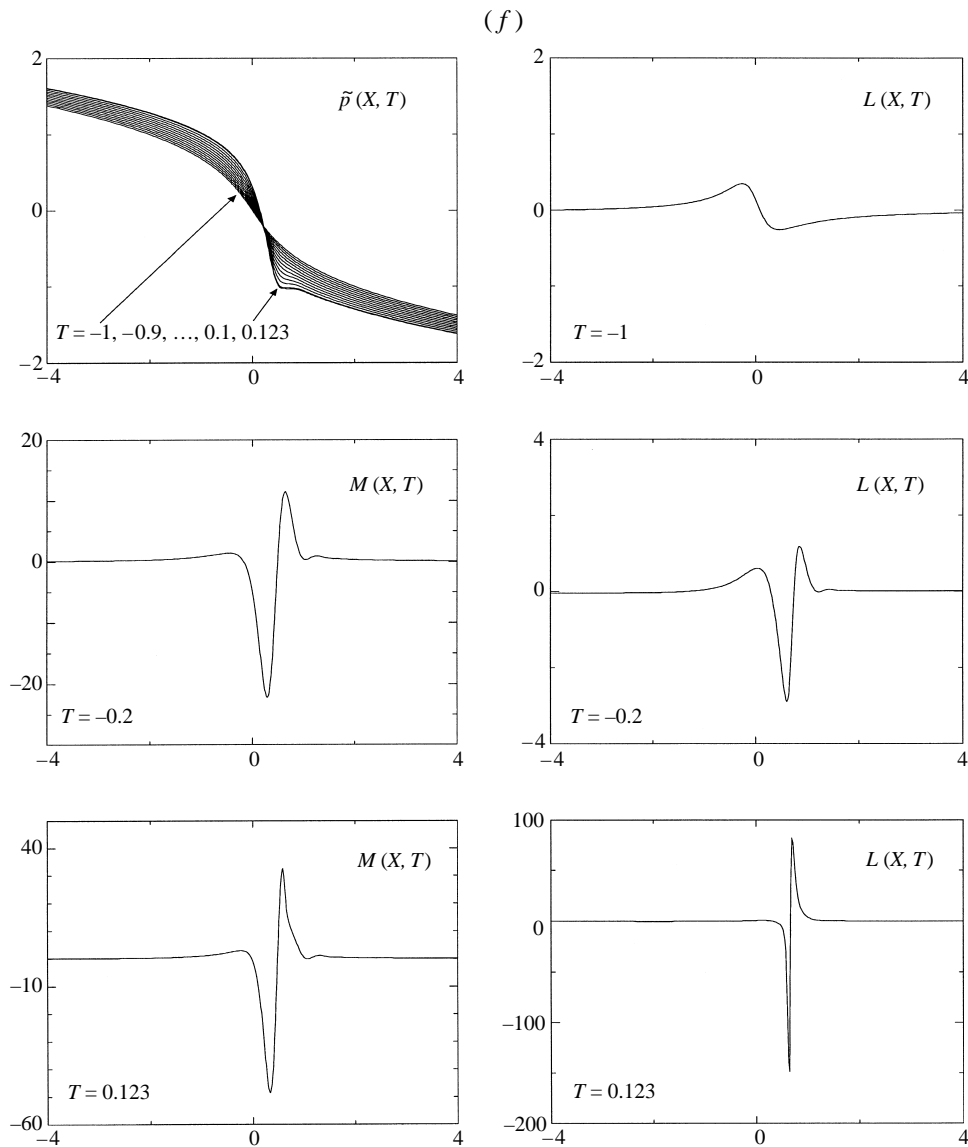 (f)
2
0
−2
−4
0
4
p̃ (X, T)
T = −1, −0.9, …, 0.1, 0.123
2
0
−2
−4
0
4
L (X, T)
T = −1
20
0
−20
−4
0
4
M (X, T)
T = −0.2
4
0
−4
−4
0
4
L (X, T)
T = −0.2
40
−10
−60
−4
0
4
M (X, T)
T = 0.123
100
0
−100
−200
−4
0
4
L (X, T)
T = 0.123